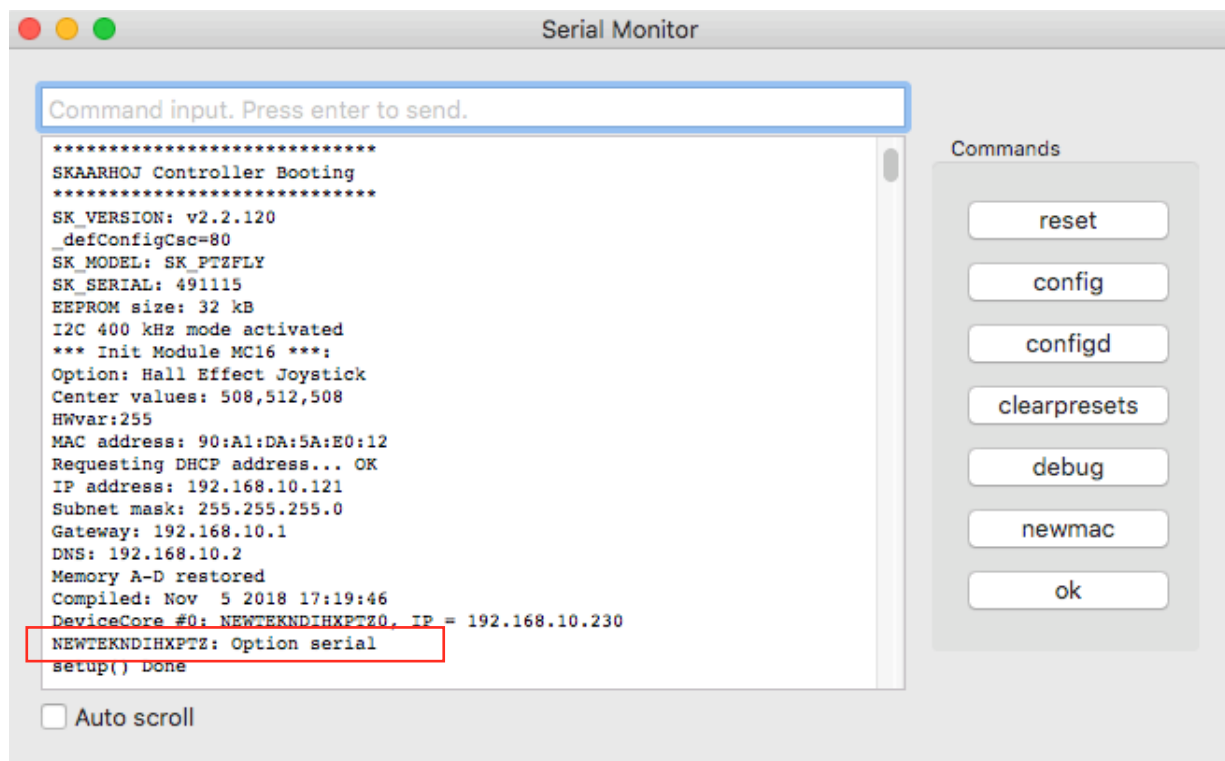 Serial Monitor
Command input. Press enter to send.
*****************************
SKAARHOJ Controller Booting
*****************************
SK_VERSION: v2.2.120
_defConfigCsc=80
SK_MODEL: SK_PTZFLY
SK_SERIAL: 491115
EEPROM size: 32 kB
I2C 400 kHz mode activated
*** Init Module MC16 ***:
Option: Hall Effect Joystick
Center values: 508,512,508
HWvar:255
MAC address: 90:A1:DA:5A:E0:12
Requesting DHCP address... OK
IP address: 192.168.10.121
Subnet mask: 255.255.255.0
Gateway: 192.168.10.1
DNS: 192.168.10.2
Memory A-D restored
Compiled: Nov  5 2018 17:19:46
DeviceCore #0: NEWTEKNDIHXPTZ0, IP = 192.168.10.230
NEWTEKNDIHXPTZ: Option serial
setup() Done
Auto scroll
Commands
reset
config
configd
clearpresets
debug
newmac
ok